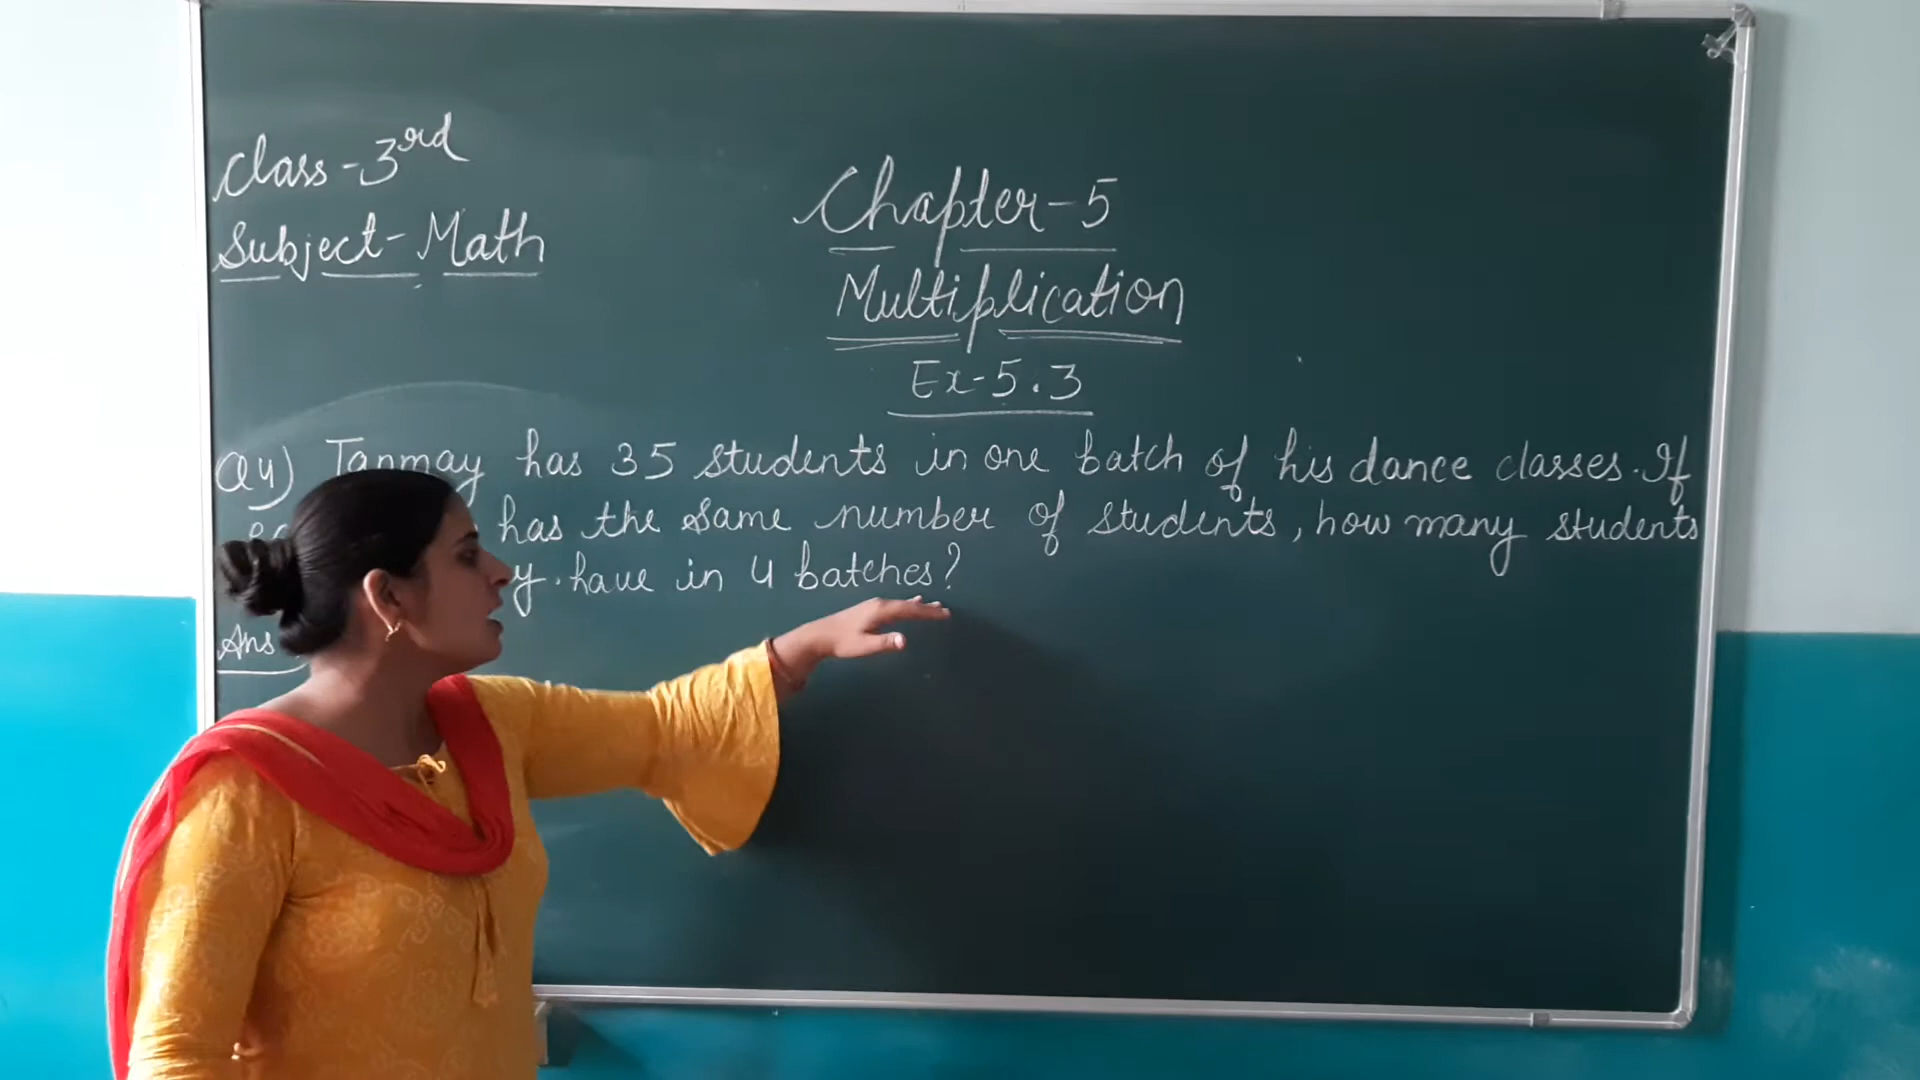 Class-3rd
Subject-Math
Chapter-5
Multiplication
Ex-5.3
Q4) Tanmay has 35 students in one batch of his dance classes. If
has the same number of students, how many students
have in 4 batches?
Ans